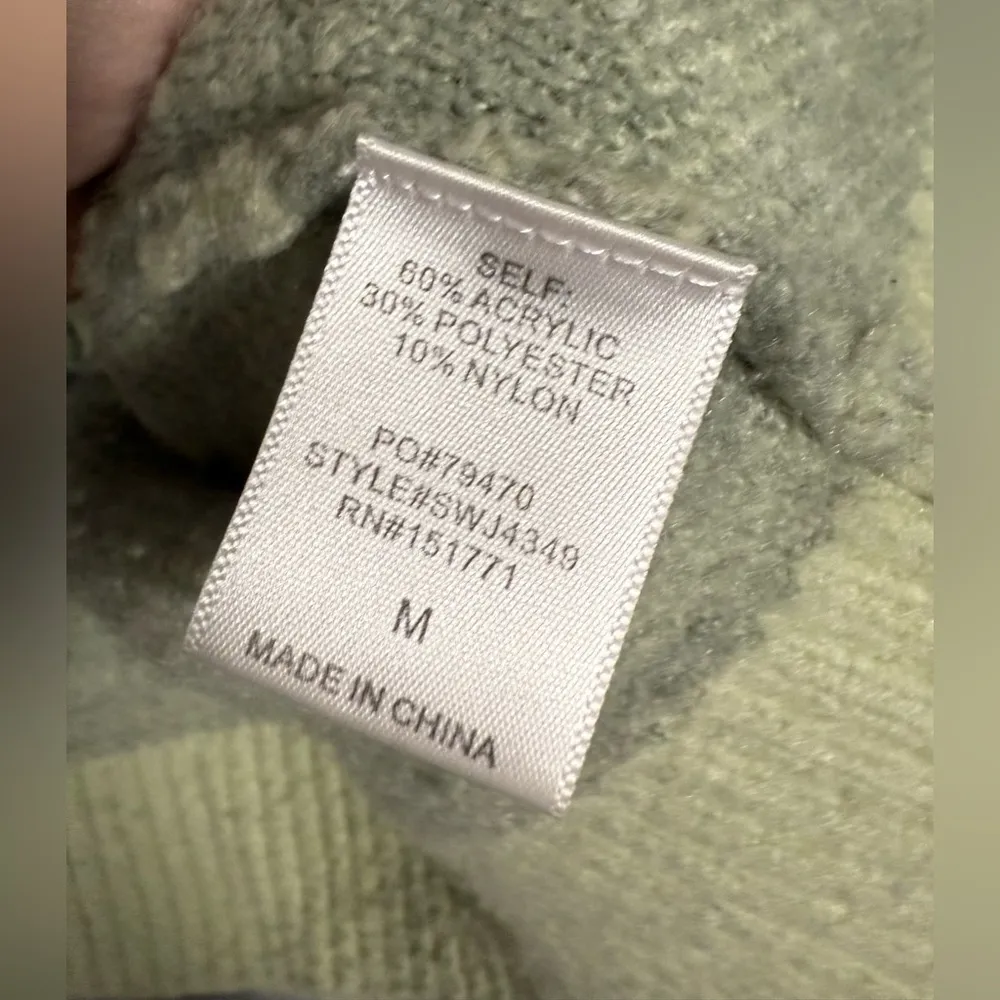 SELF:
60% ACRYLIC
30% POLYESTER
10% NYLON
PO#79470
STYLE#SWJ4349
RN#151771
M
MADE IN CHINA